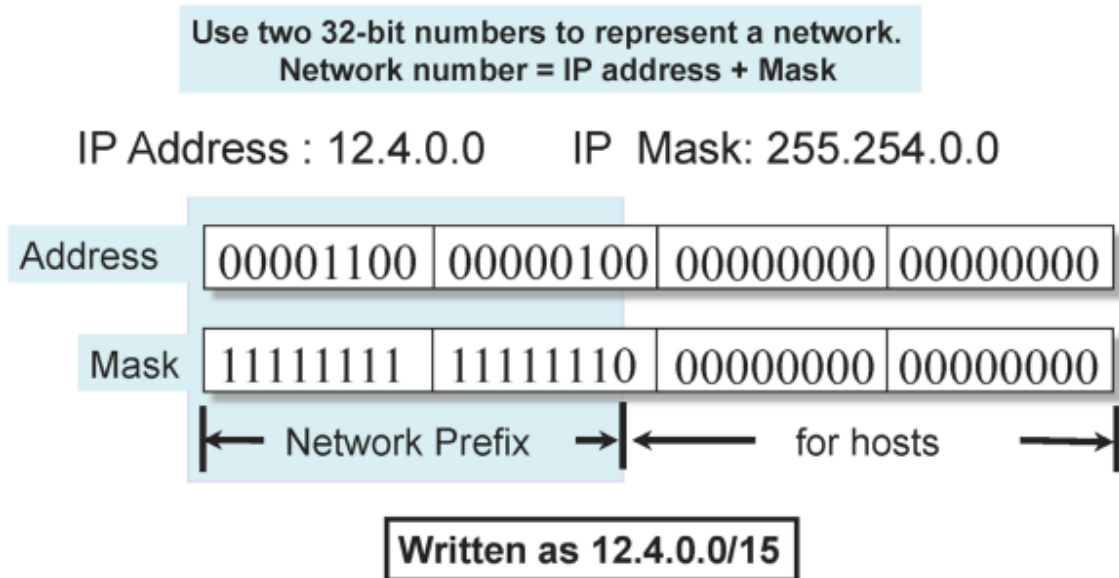 Use two 32-bit numbers to represent a network.
Network number = IP address + Mask
IP Address : 12.4.0.0 IP Mask: 255.254.0.0
Address 00001100 00000100 00000000 00000000
Mask 11111111 11111110 00000000 00000000
Network Prefix for hosts
Written as 12.4.0.0/15